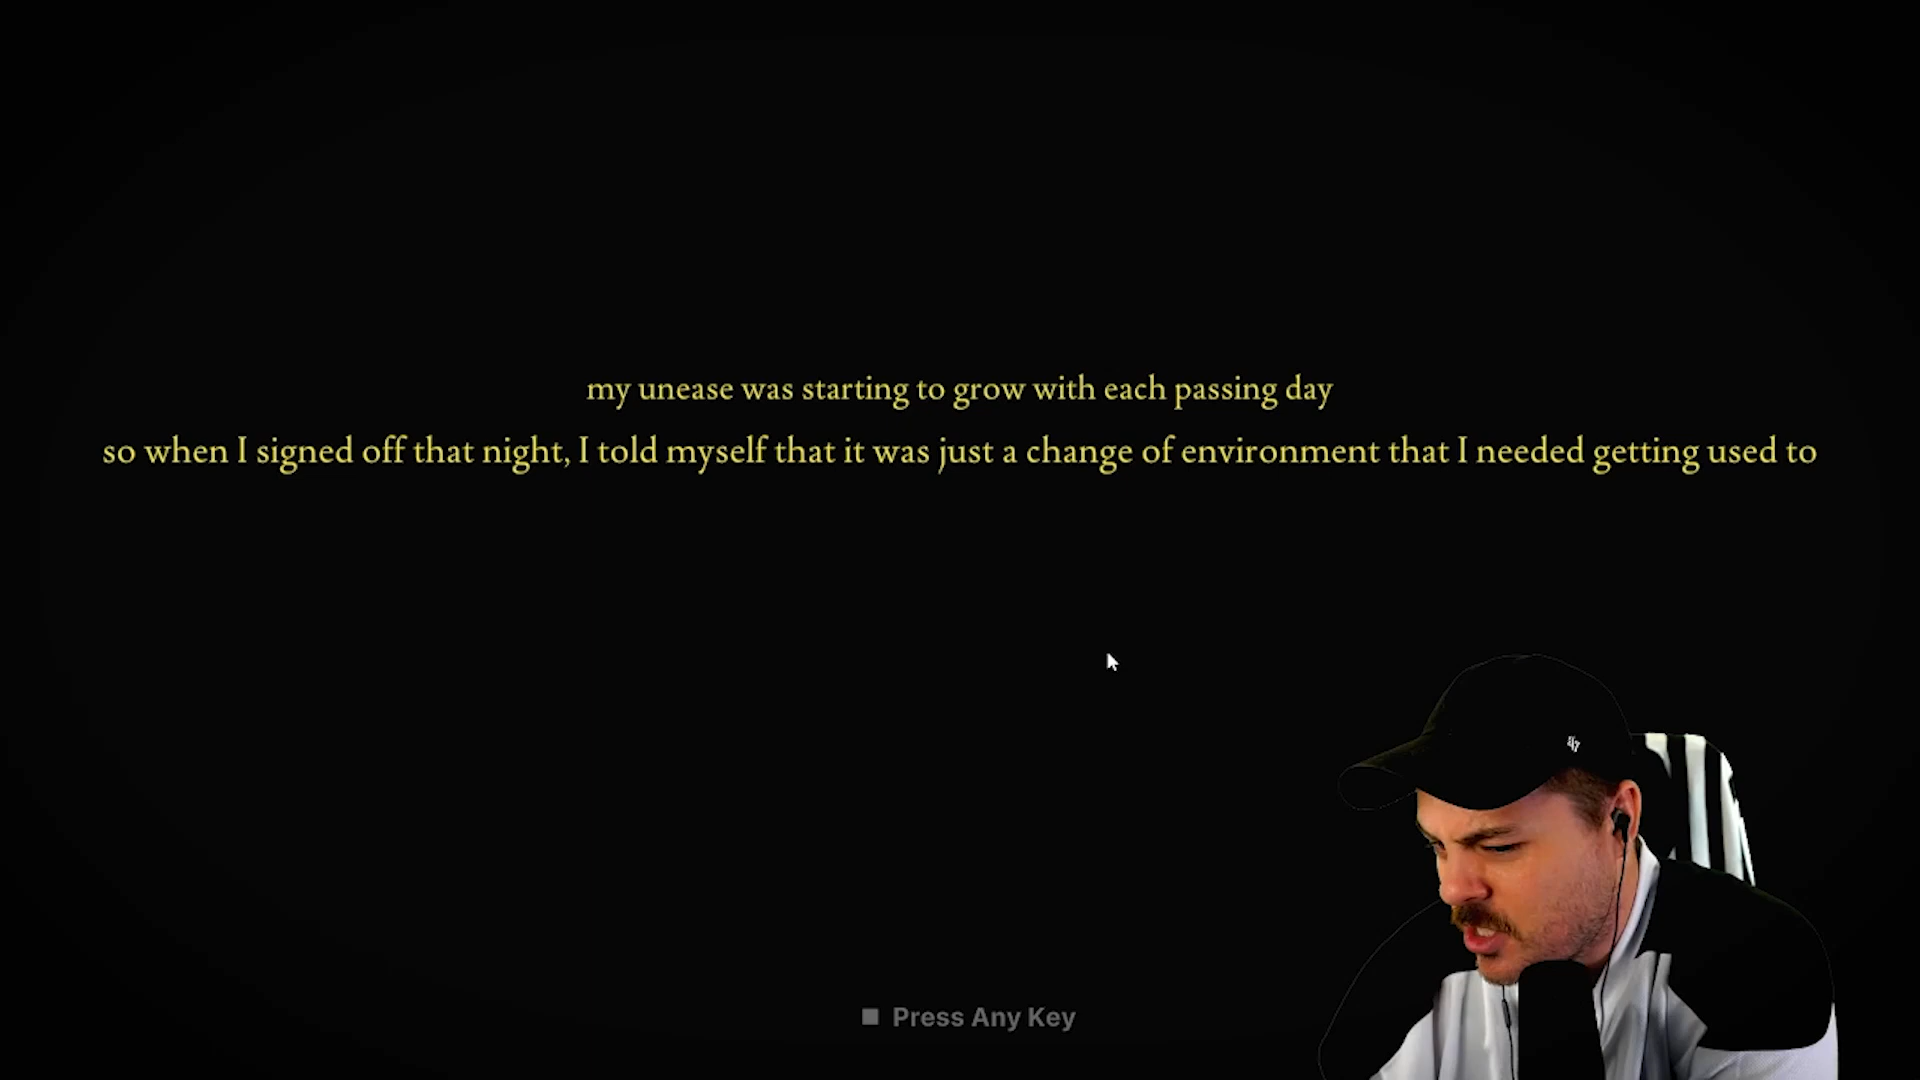 my unease was starting to grow with each passing day
so when I signed off that night, I told myself that it was just a change of environment that I needed getting used to
47
Press Any Key